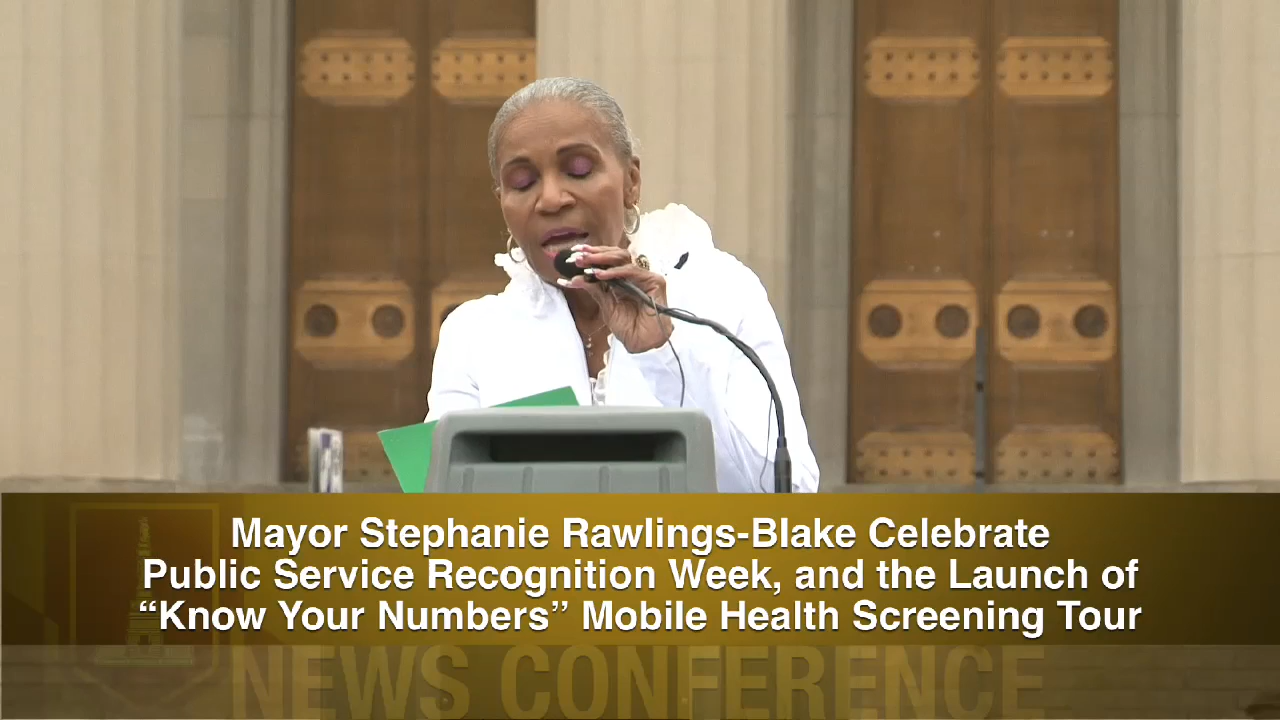 Mayor Stephanie Rawlings-Blake Celebrate
Public Service Recognition Week, and the Launch of
“Know Your Numbers” Mobile Health Screening Tour
NEWS CONFERENCE